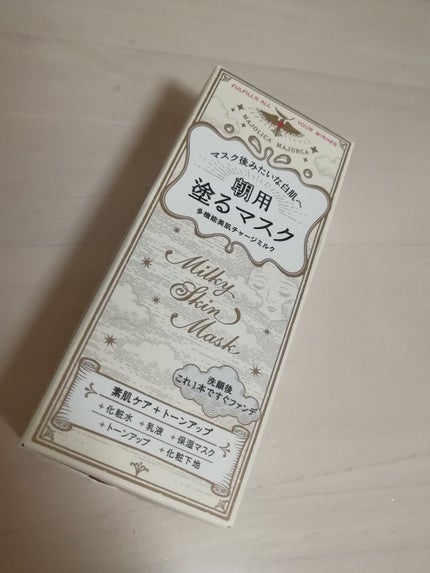 FULFILLS ALL YOUR WISHES
MAJOLICA MAJORCA
マスク後みたいな白肌へ
朝用
塗るマスク
多機能美肌チャージミルク
Milky
Skin
Mask
洗顔後
これ1本ですぐファンデ
素肌ケア+トーンアップ
+化粧水 +乳液 +保湿マスク
+トーンアップ +化粧下地